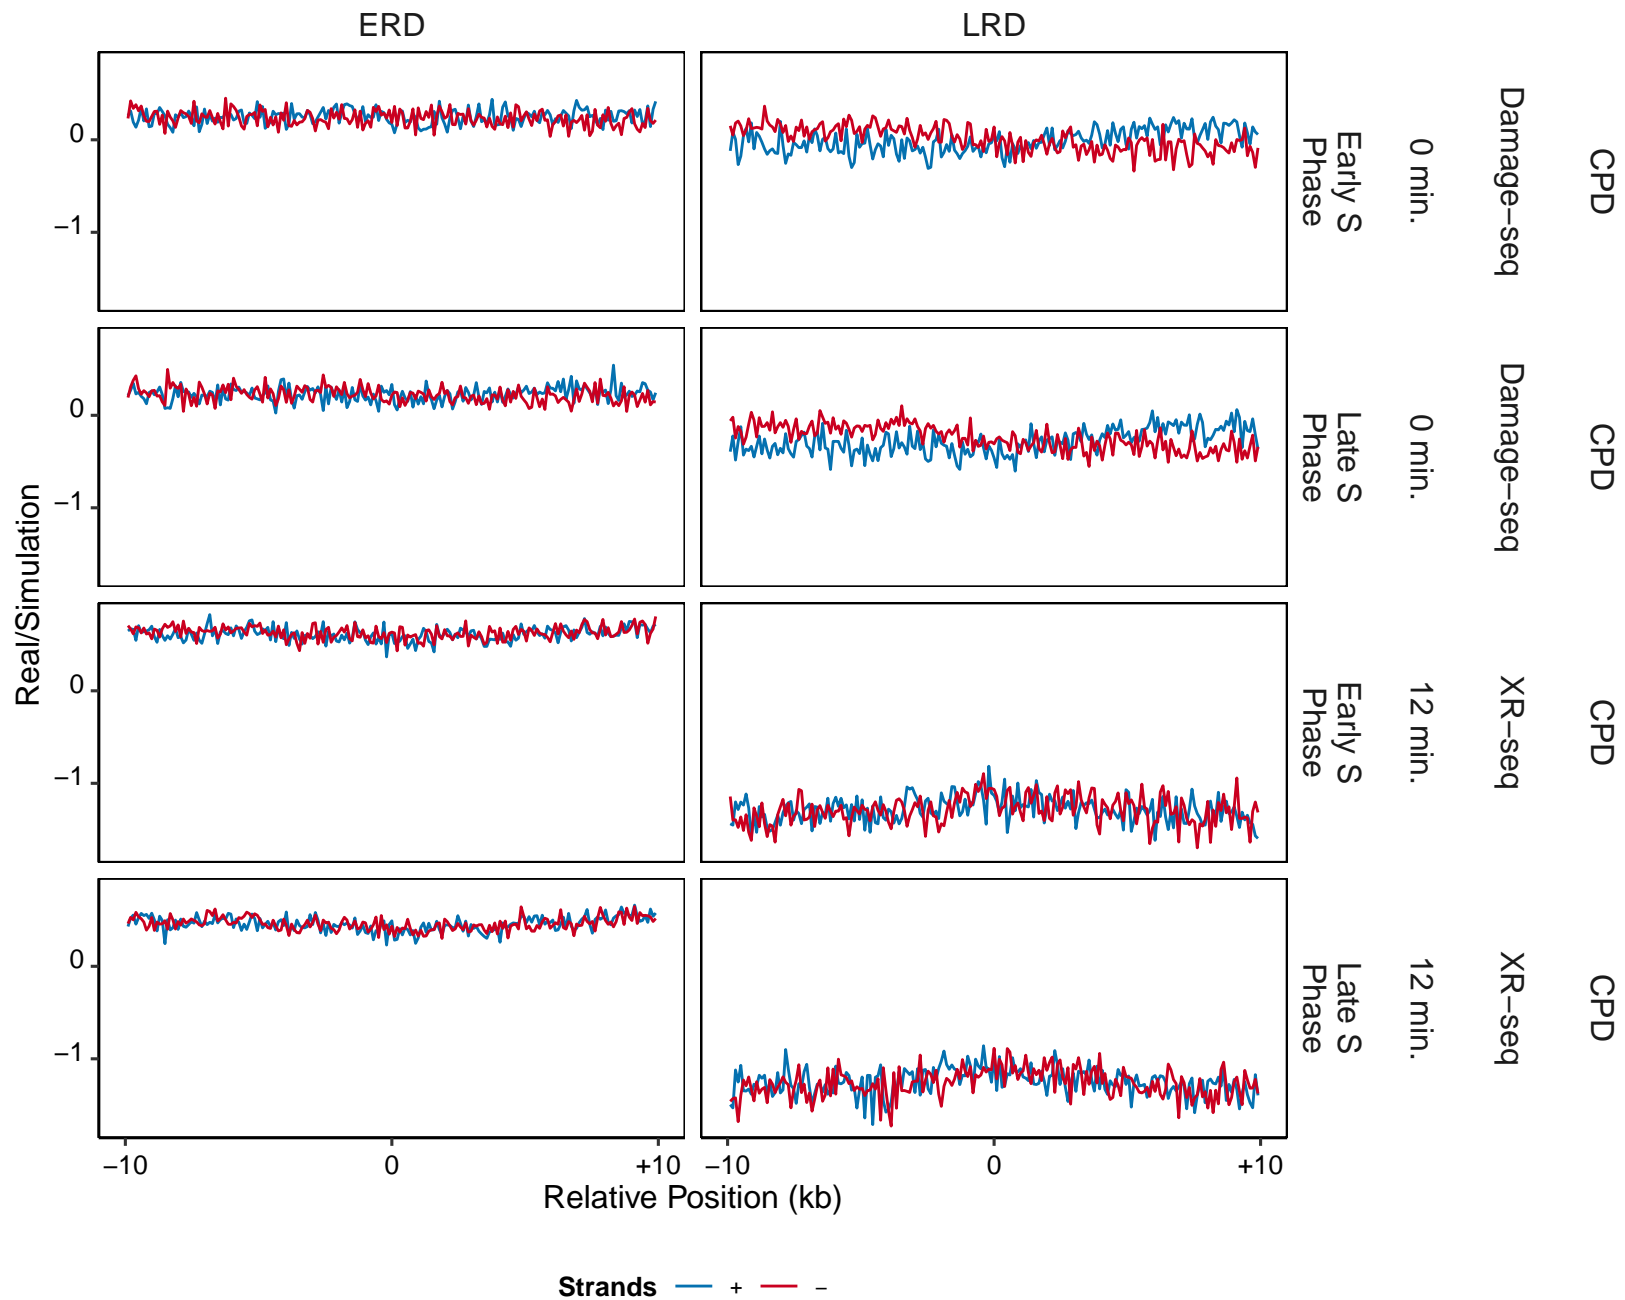 ERD
LRD
0
−1
Early S
Phase
0 min.
Damage−seq
CPD
0
−1
Late S
Phase
0 min.
Damage−seq
CPD
0
−1
Early S
Phase
12 min.
XR−seq
CPD
0
−1
Late S
Phase
12 min.
XR−seq
CPD
Real/Simulation
−10 0 +10
−10 0 +10
Relative Position (kb)
Strands + −